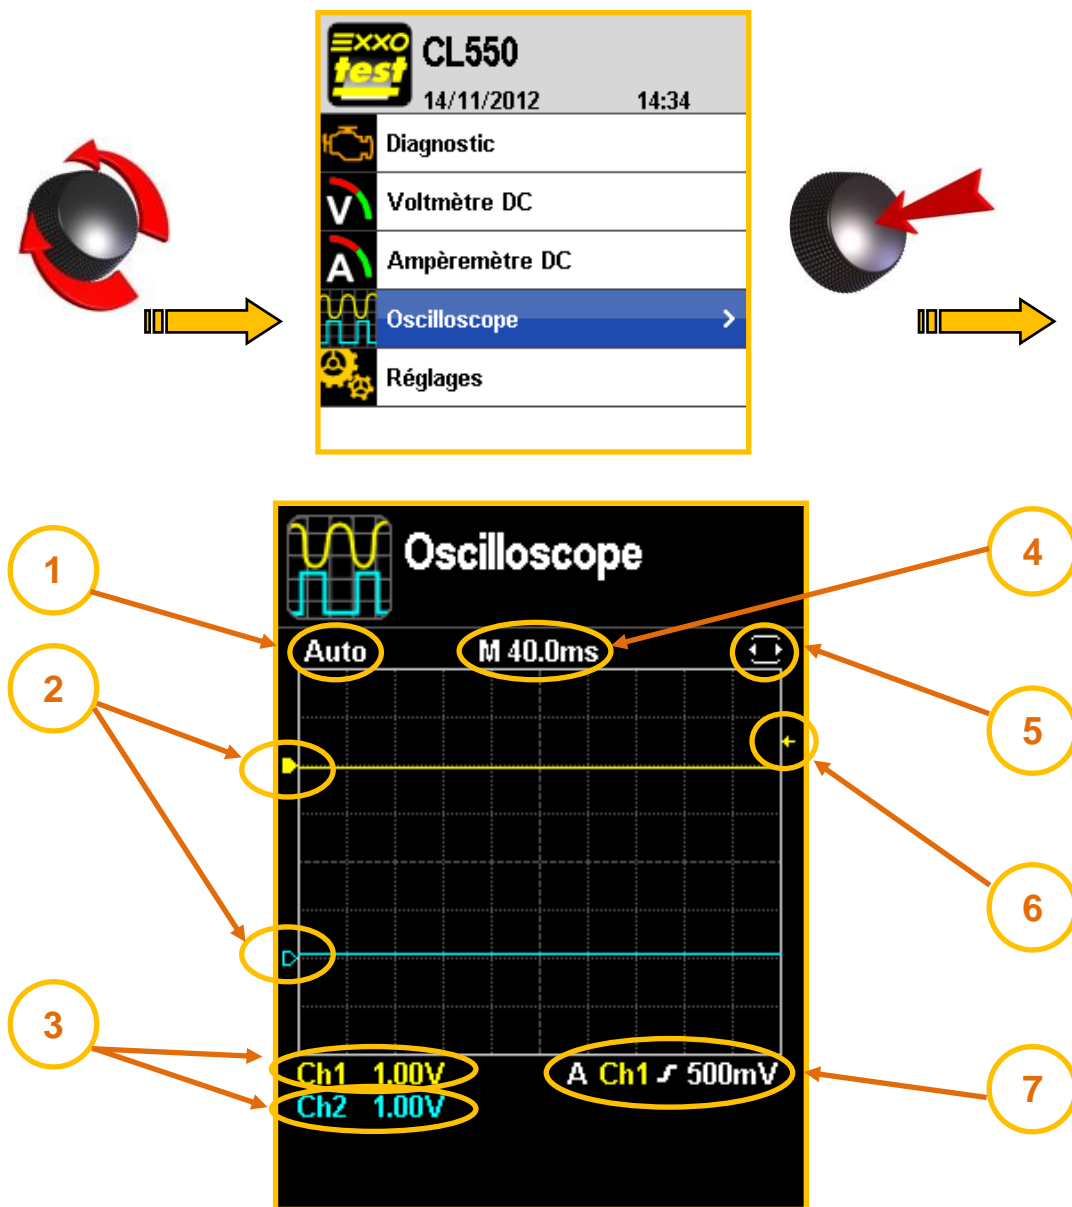 EXXO
test
CL550
14/11/2012 14:34
Diagnostic
V
Voltmètre DC
A
Ampèremètre DC
Oscilloscope
Réglages
Oscilloscope
1
4
Auto
M 40.0ms
2
5
6
3
Ch1 1.00V
A Ch1 500mV
Ch2 1.00V
7